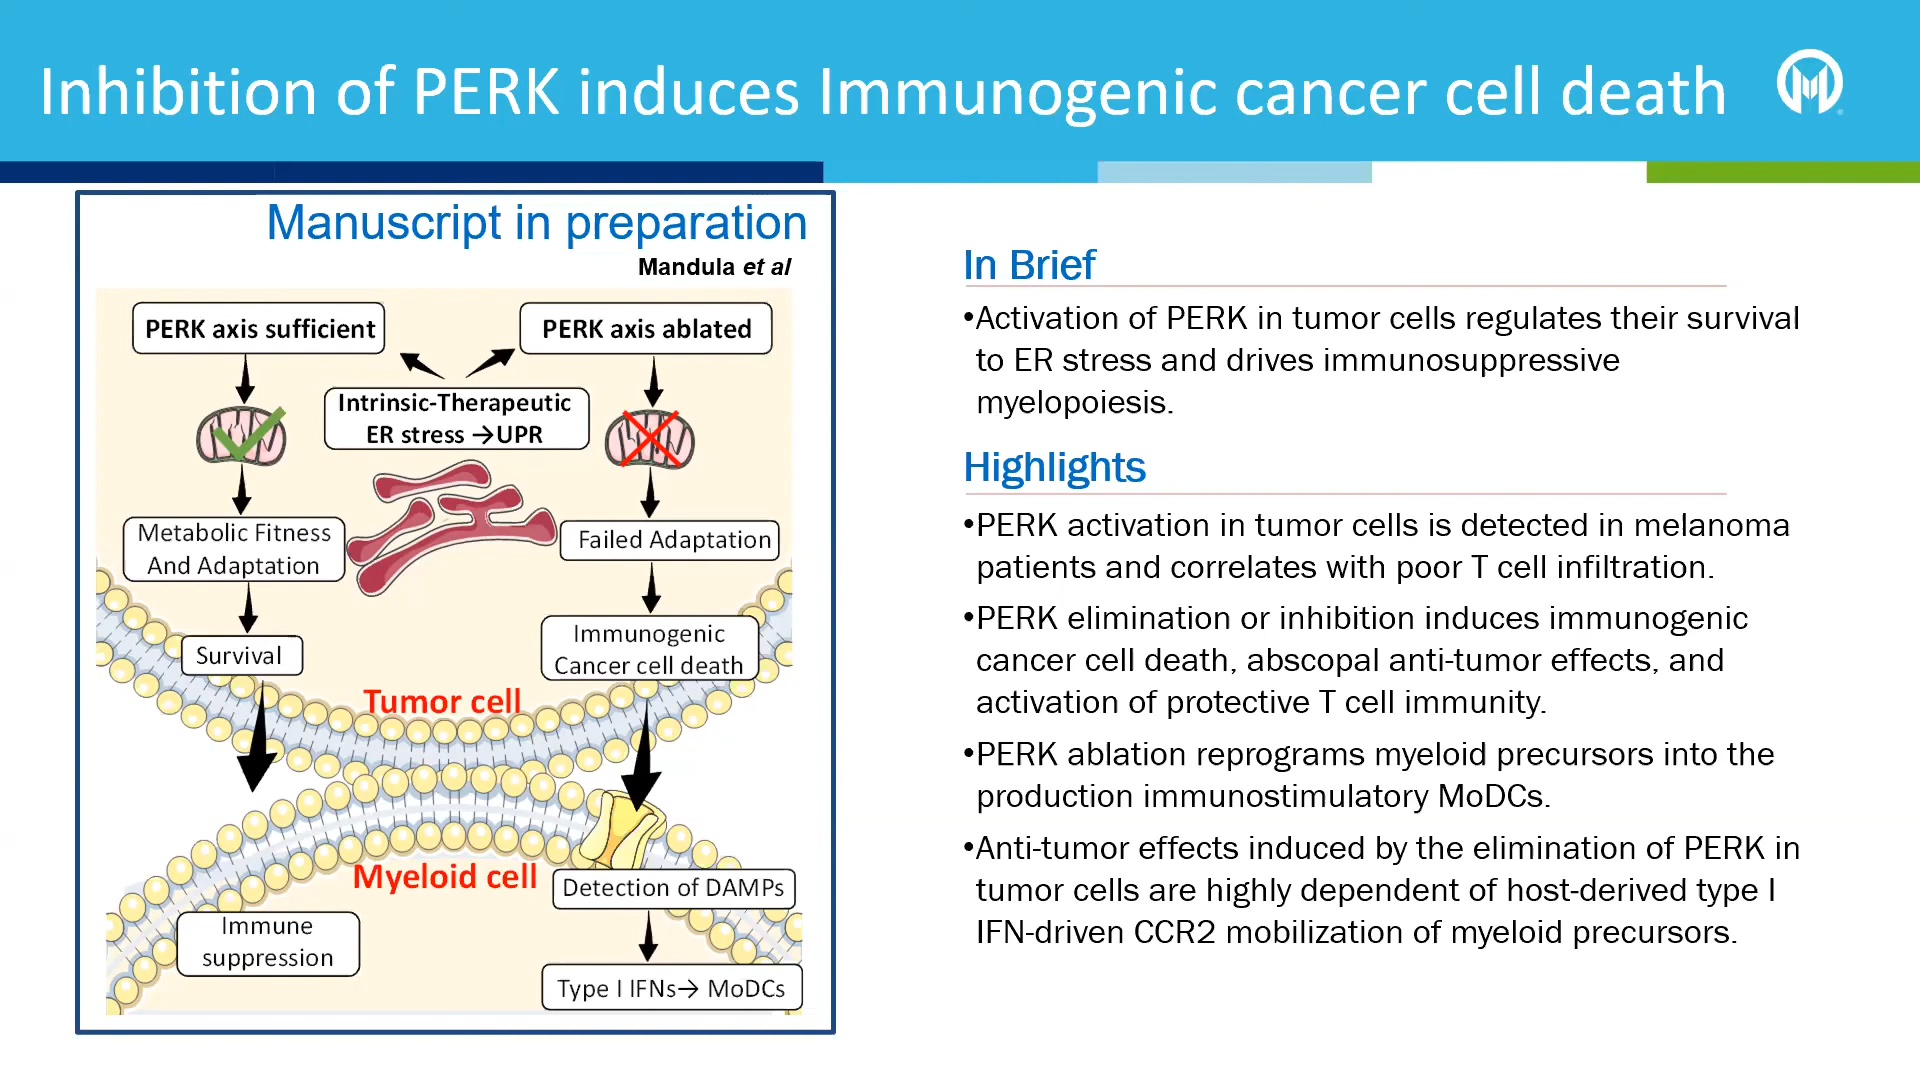 Inhibition of PERK induces Immunogenic cancer cell death
Manuscript in preparation
Mandula et al
PERK axis sufficient
PERK axis ablated
Intrinsic-Therapeutic
ER stress →UPR
Metabolic Fitness
And Adaptation
Failed Adaptation
Survival
Immunogenic
Cancer cell death
Tumor cell
Myeloid cell
Detection of DAMPs
Immune
suppression
Type I IFNs→ MoDCs
In Brief
•Activation of PERK in tumor cells regulates their survival
to ER stress and drives immunosuppressive
myelopoiesis.
Highlights
•PERK activation in tumor cells is detected in melanoma
patients and correlates with poor T cell infiltration.
•PERK elimination or inhibition induces immunogenic
cancer cell death, abscopal anti-tumor effects, and
activation of protective T cell immunity.
•PERK ablation reprograms myeloid precursors into the
production immunostimulatory MoDCs.
•Anti-tumor effects induced by the elimination of PERK in
tumor cells are highly dependent of host-derived type I
IFN-driven CCR2 mobilization of myeloid precursors.